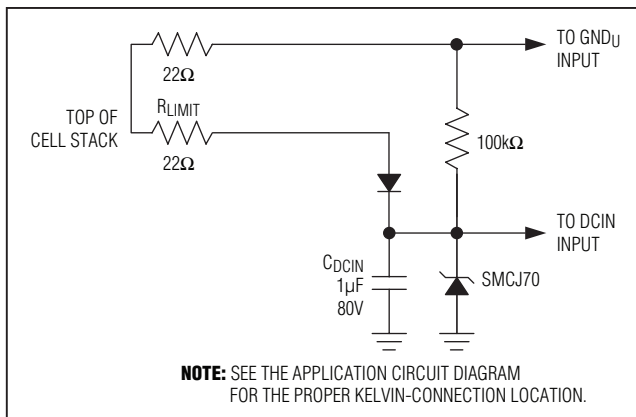 TO GNDU
INPUT
22Ω
TOP OF
CELL STACK
RLIMIT
22Ω
100kΩ
TO DCIN
INPUT
CDCIN
1µF
80V
SMCJ70
NOTE: SEE THE APPLICATION CIRCUIT DIAGRAM
FOR THE PROPER KELVIN-CONNECTION LOCATION.